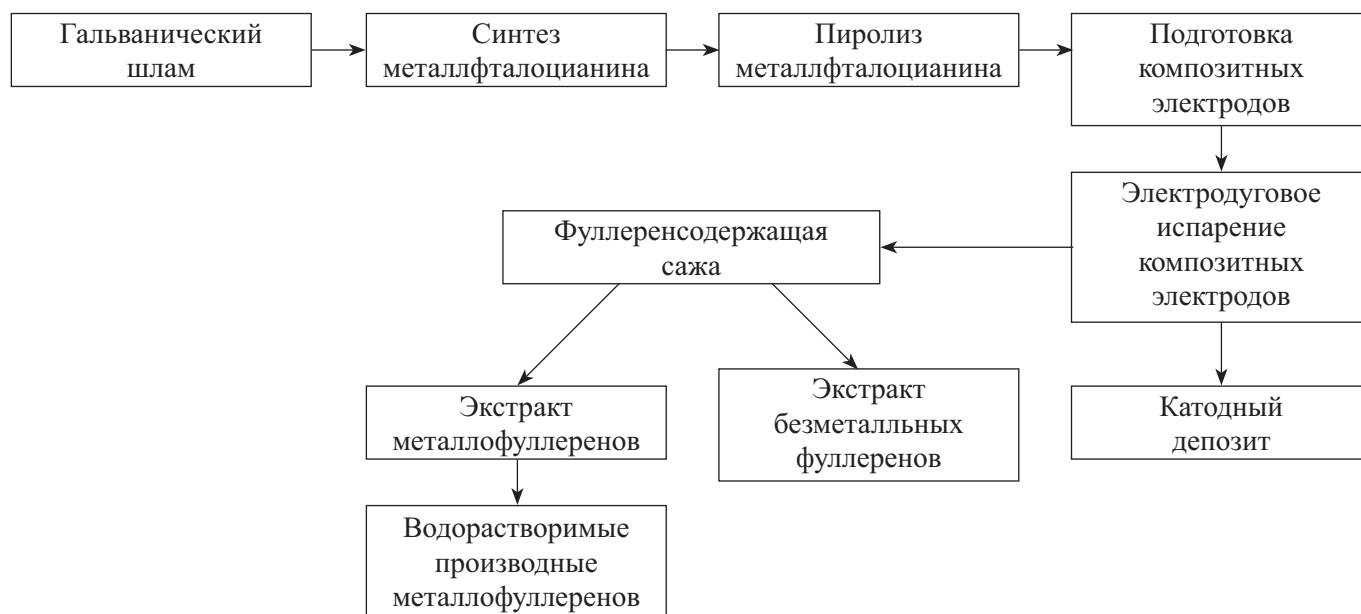 Гальванический
шлам
Синтез
металлфталоцианина
Пиролиз
металлфталоцианина
Подготовка
композитных
электродов
Электродуговое
испарение
композитных
электродов
Фуллеренсодержащая
сажа
Экстракт
металлофуллеренов
Экстракт
безметалльных
фуллеренов
Катодный
депозит
Водорастворимые
производные
металлофуллеренов